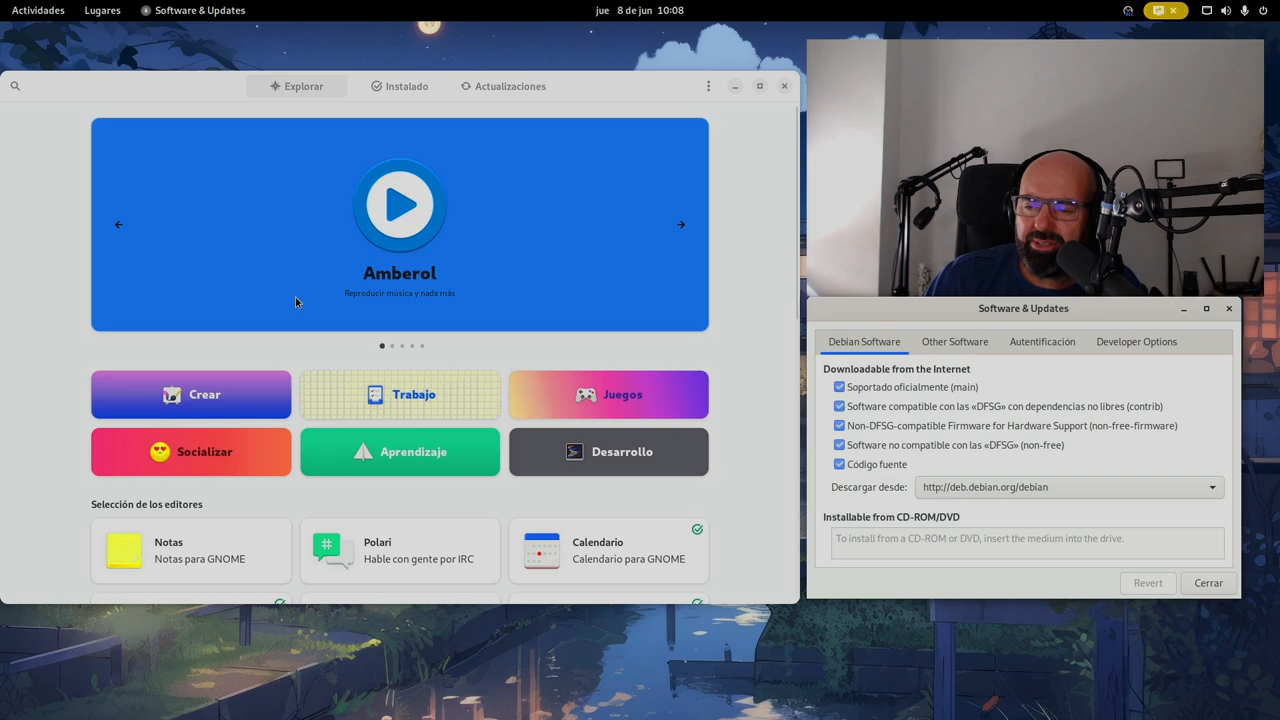 Actividades Lugares Software & Updates jue 8 de jun 10:08
Explorar Instalado Actualizaciones
Amberol
Reproducir música y nada más
Crear Trabajo Juegos
Socializar Aprendizaje Desarrollo
Selección de los editores
Notas
Notas para GNOME
Polari
Hable con gente por IRC
Calendario
Calendario para GNOME
Software & Updates
Debian Software Other Software Autentificación Developer Options
Downloadable from the Internet
Soportado oficialmente (main)
Software compatible con las «DFSG» con dependencias no libres (contrib)
Non-DFSG-compatible Firmware for Hardware Support (non-free-firmware)
Software no compatible con las «DFSG» (non-free)
Código fuente
Descargar desde: http://deb.debian.org/debian
Installable from CD-ROM/DVD
To install from a CD-ROM or DVD, insert the medium into the drive.
Revert Cerrar